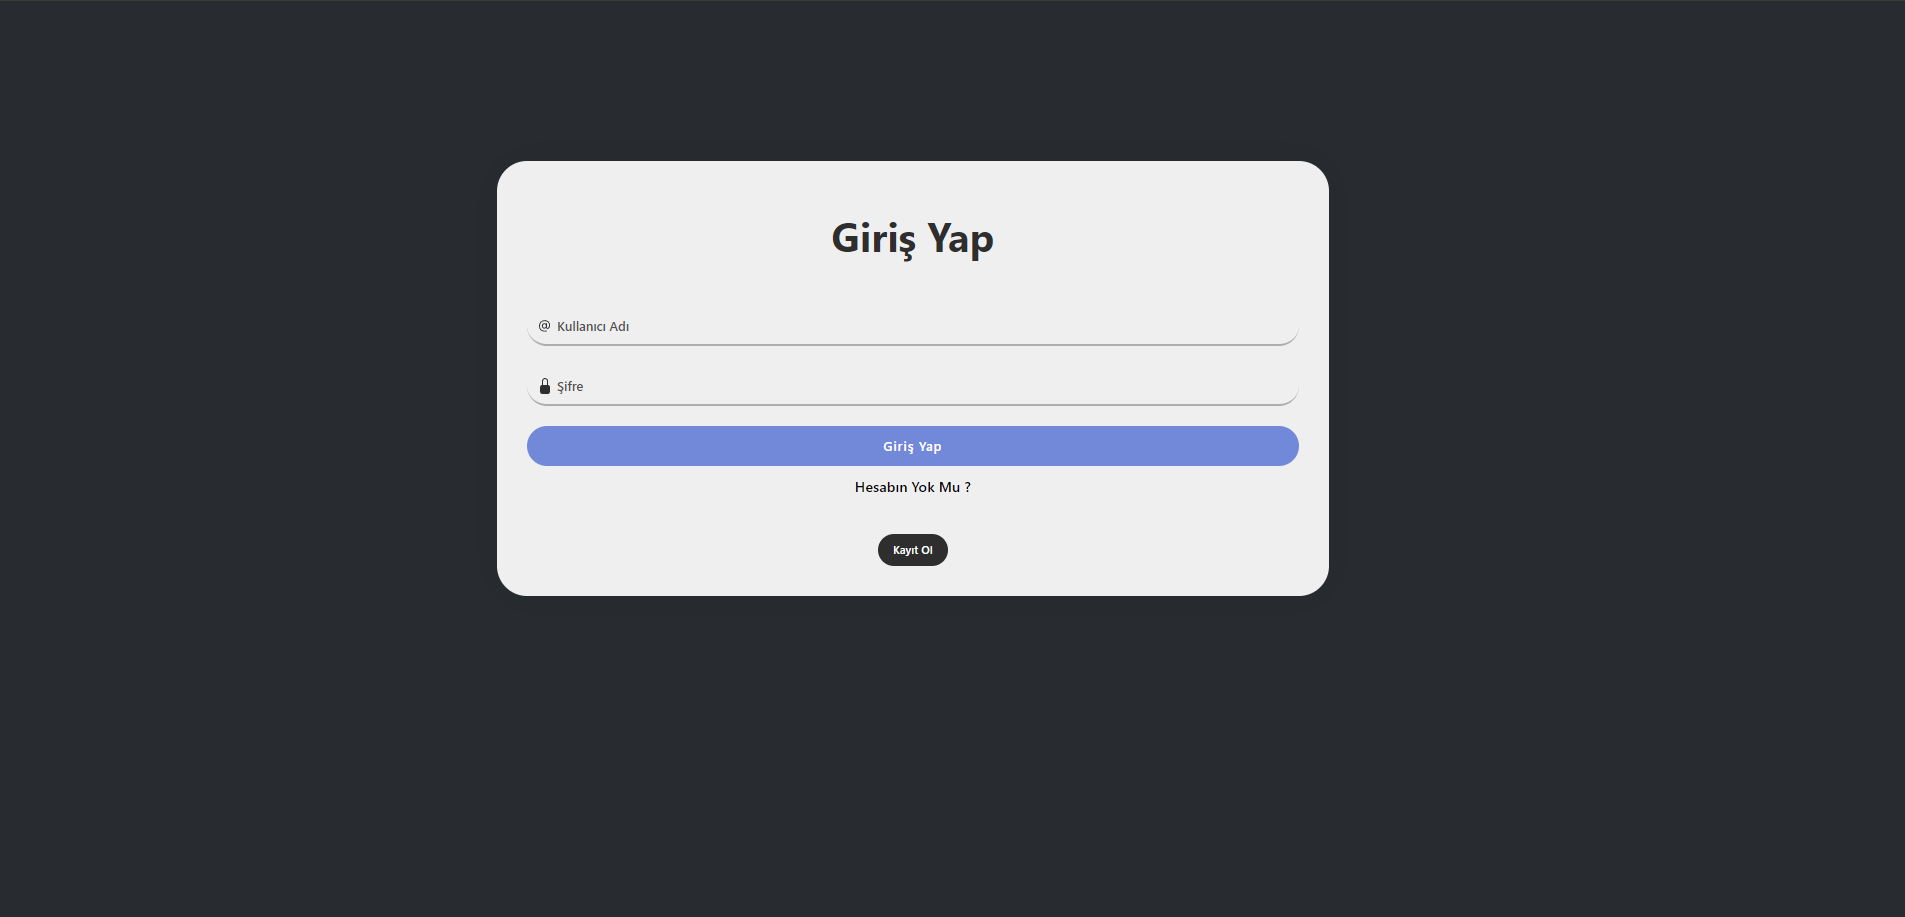 Giriş Yap
@ Kullanıcı Adı
Şifre
Giriş Yap
Hesabın Yok Mu ?
Kayıt Ol